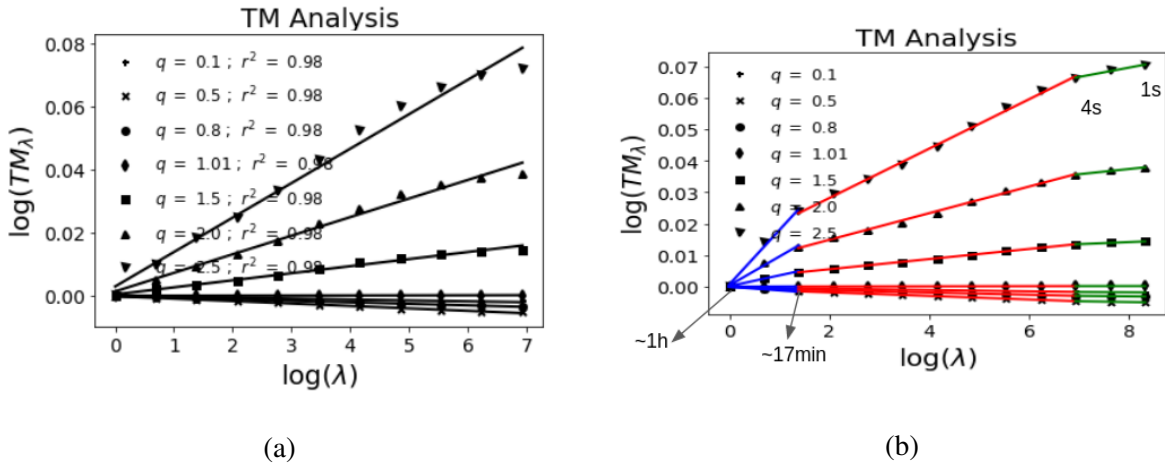 TM Analysis
0.08
0.06
0.04
0.02
0.00
log(TMλ)
q = 0.1 ; r² = 0.98
q = 0.5 ; r² = 0.98
q = 0.8 ; r² = 0.98
q = 1.01 ; r² = 0.98
q = 1.5 ; r² = 0.98
q = 2.0 ; r² = 0.98
q = 2.5 ; r² = 0.98
0 1 2 3 4 5 6 7
log(λ)
(a)
TM Analysis
0.07
0.06
0.05
0.04
0.03
0.02
0.01
0.00
log(TMλ)
q = 0.1
q = 0.5
q = 0.8
q = 1.01
q = 1.5
q = 2.0
q = 2.5
4s
1s
0 2 4 6 8
~1h
~17min
log(λ)
(b)